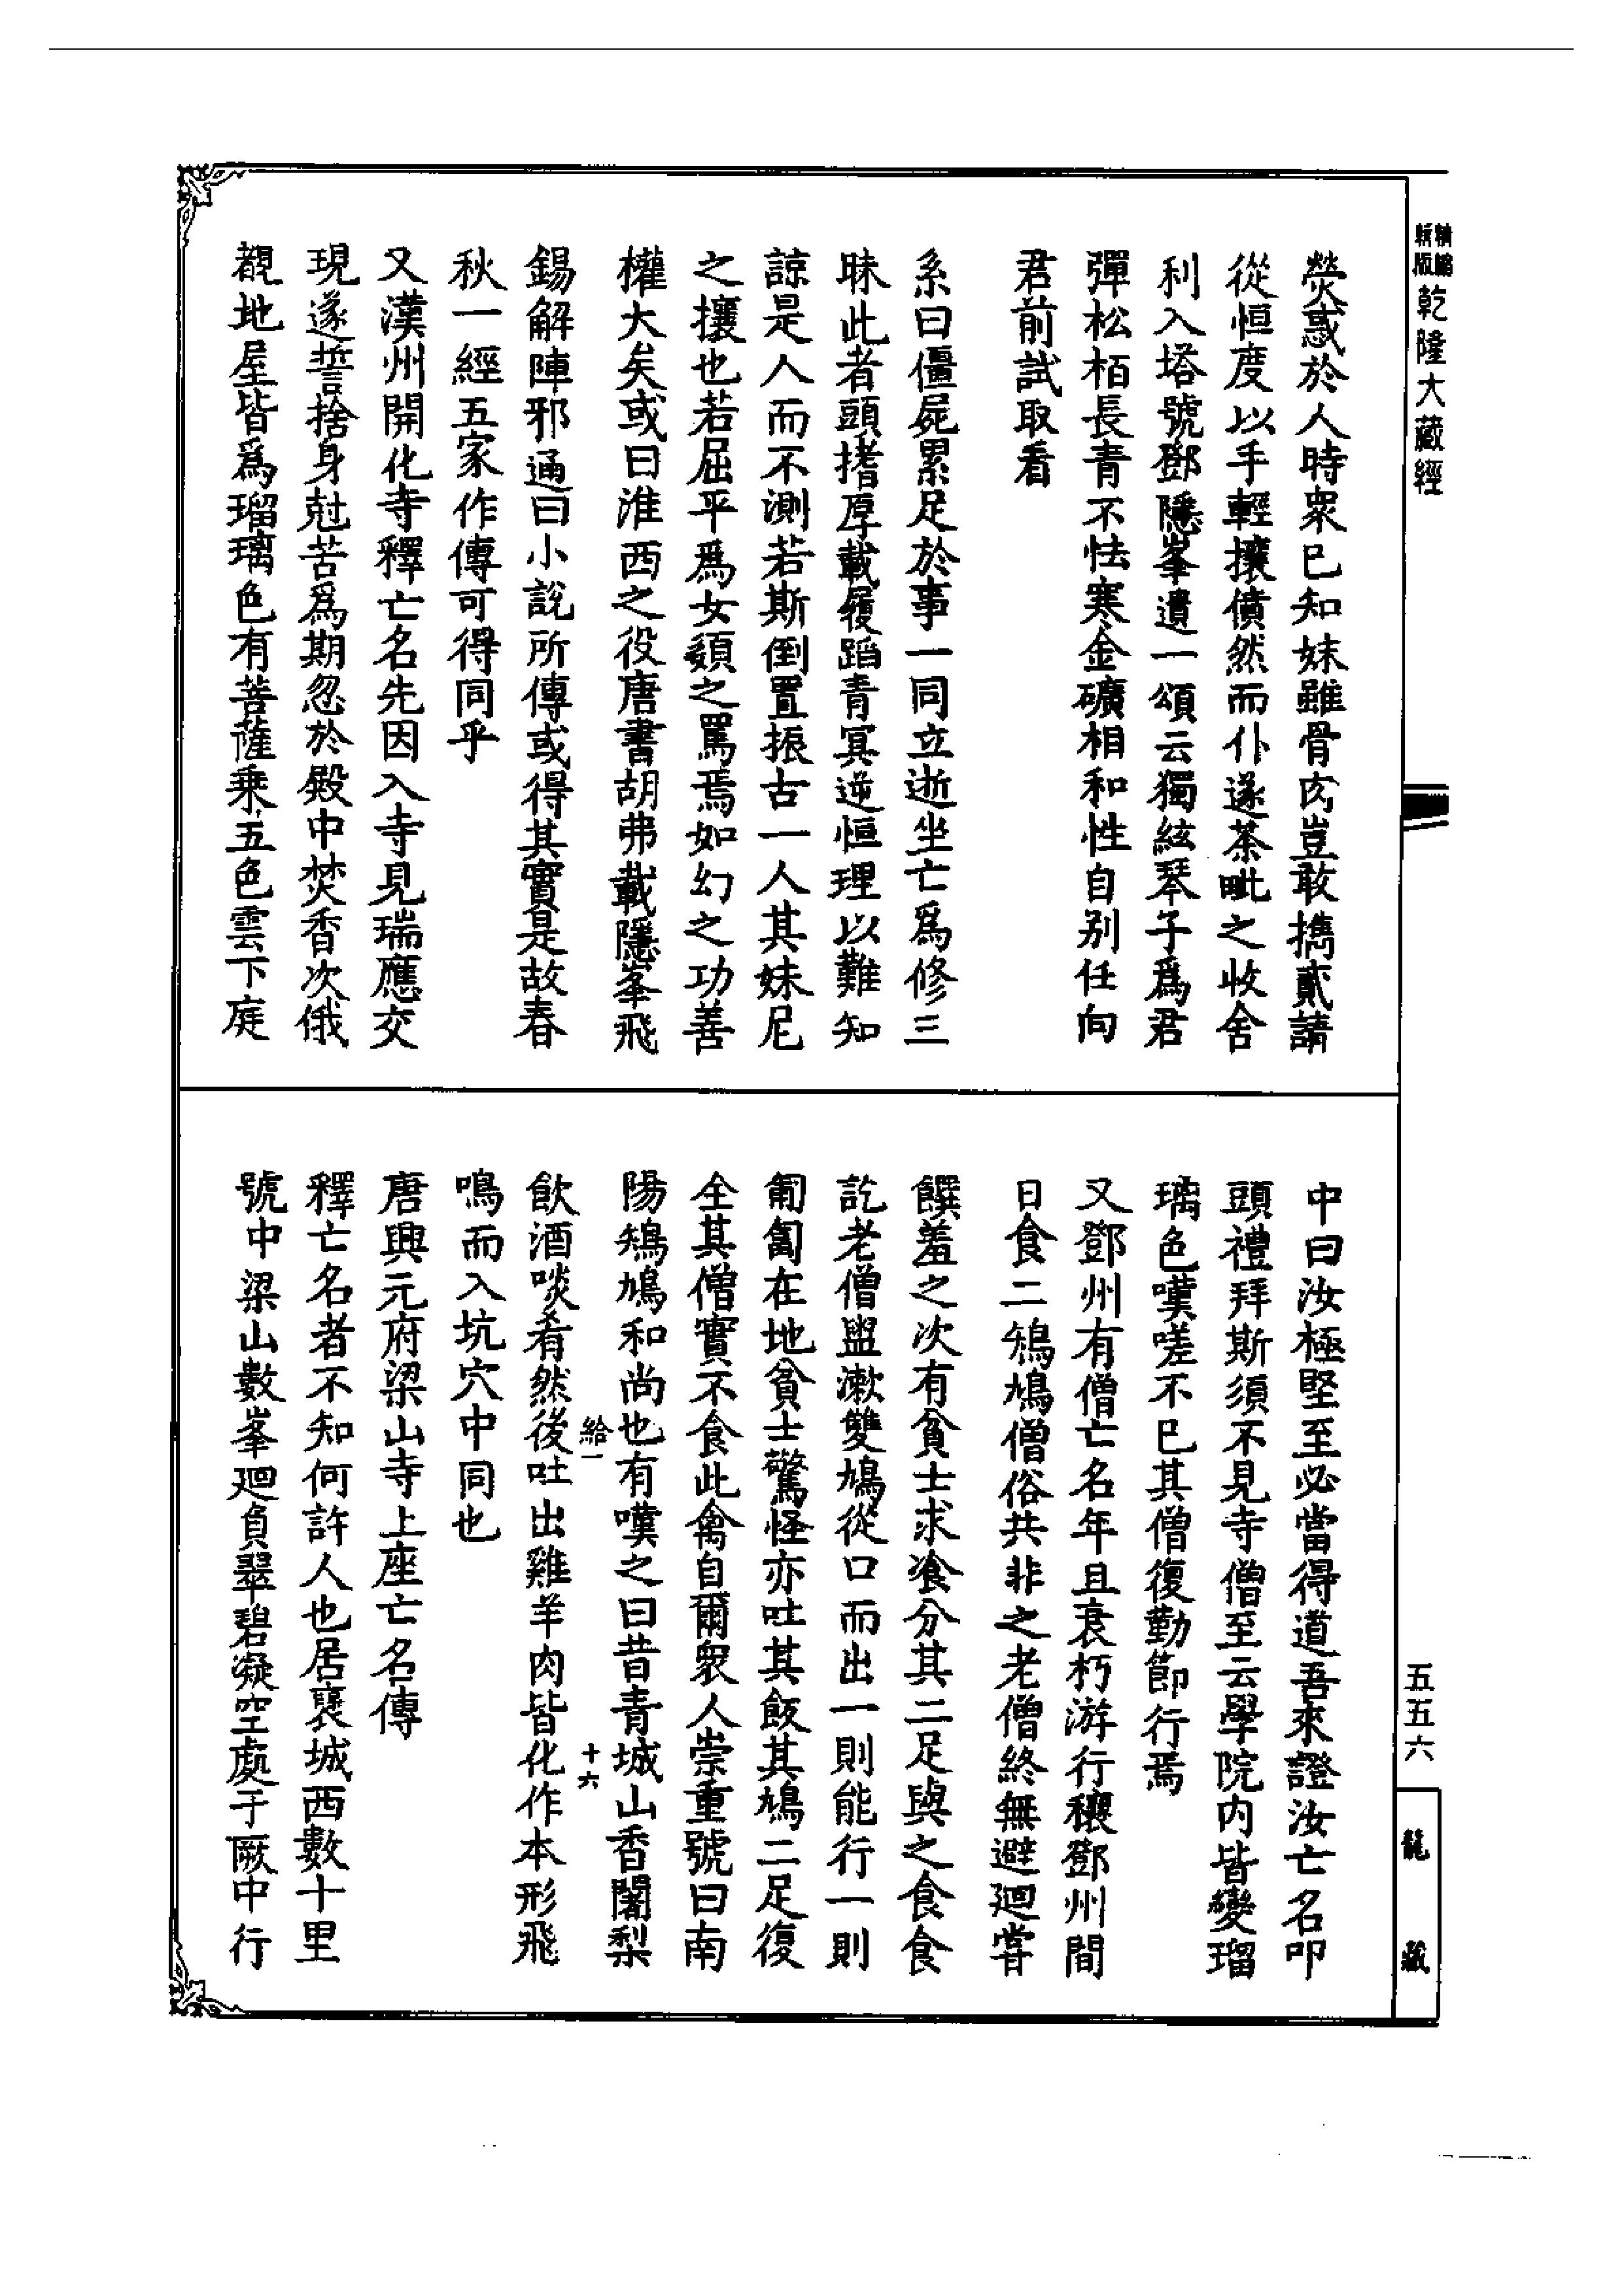 精編
新版
乾隆大藏經
熒惑於人時衆已知妹雖骨肉豈敢擕貳請
從恒度以手輕攘僨然而仆遂茶毗之收舍
利入塔號鄧隱峯遺一頌云獨絃琴子爲君
彈松栢長青不怯寒金礦相和性自别任向
君前試取看
系曰僵屍累足於事一同立逝坐亡爲修三
昧此者頭揩厚載履蹈青冥逆恒理以難知
諒是人而不測若斯倒置振古一人其妹尼
之攘也若屈平爲女嬃之罵焉如幻之功善
權大矣或曰淮西之役唐書胡弗載隱峯飛
錫解陣邪通曰小說所傳或得其實是故春
秋一經五家作傳可得同乎
又漢州開化寺釋亡名先因入寺見瑞應交
現遂誓捨身尅苦爲期忽於殿中焚香次俄
覩地屋皆爲瑠璃色有菩薩乘五色雲下庭
中曰汝極堅至必當得道吾來證汝亡名叩
頭禮拜斯須不見寺僧至云學院内皆變瑠
璃色嘆嗟不已其僧復勤節行焉
又鄧州有僧亡名年且衰朽游行穰鄧州間
日食二鴙鳩僧俗共非之老僧終無避廻甞
饌羞之次有貧士求飡分其二足與之食食
訖老僧盥漱雙鳩從口而出一則能行一則
匍匐在地貧士驚怪亦吐其飯其鳩二足復
全其僧實不食此禽自爾衆人崇重號曰南
陽鴙鳩和尚也有嘆之曰昔青城山香闍梨
給一
十六
飲酒啖肴然後吐出雞羊肉皆化作本形飛
鳴而入坑穴中同也
唐興元府梁山寺上座亡名傳
釋亡名者不知何許人也居襃城西數十里
號中梁山數峯廻負翠碧凝空處于厥中行
五五六
龍藏